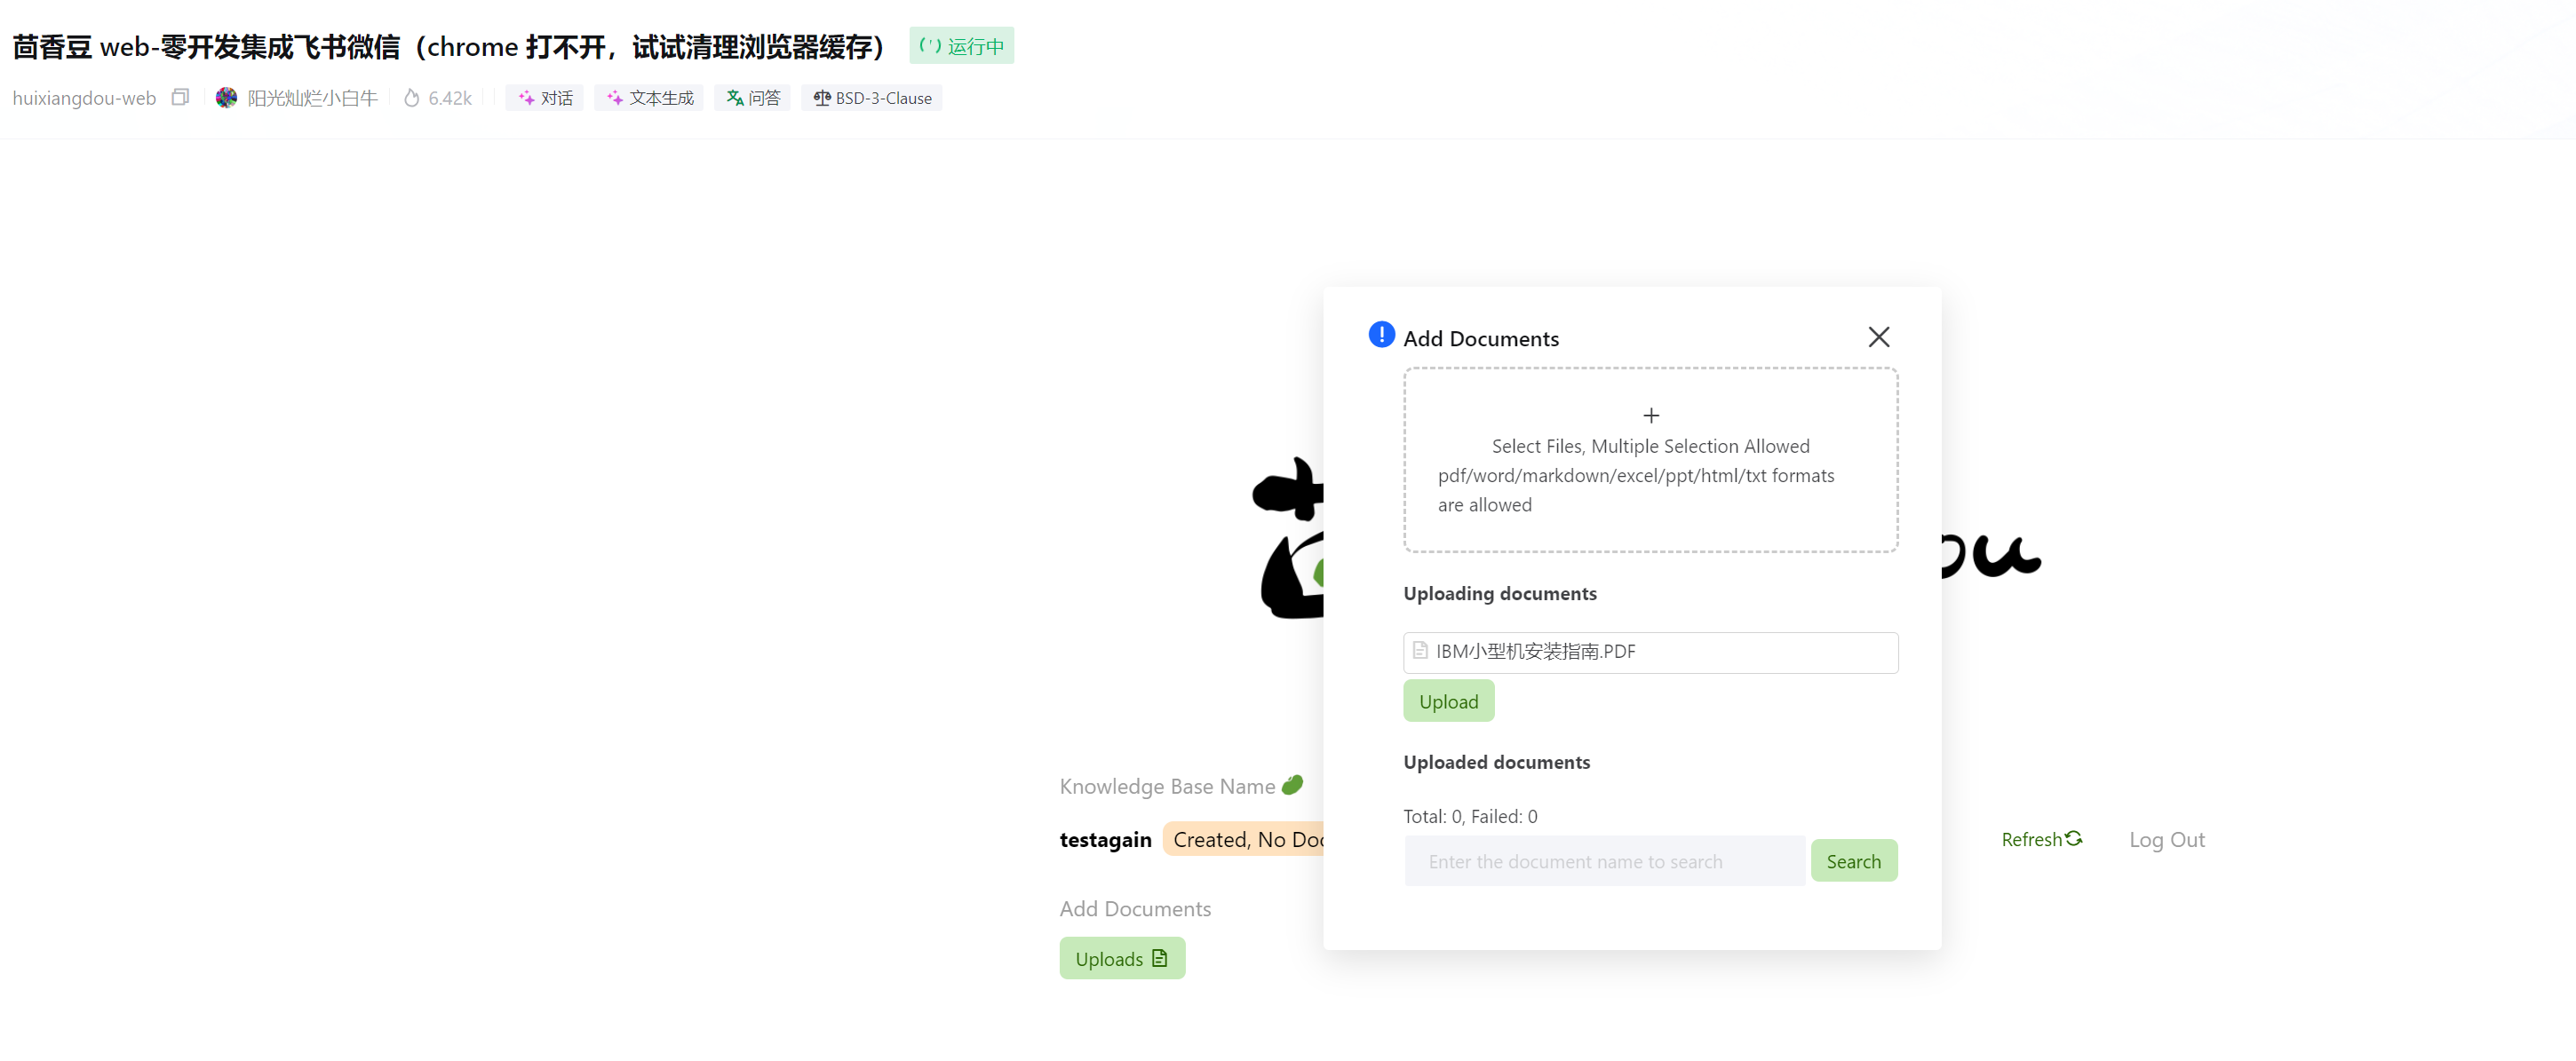 茴香豆 web-零开发集成飞书微信（chrome 打不开，试试清理浏览器缓存）
运行中
huixiangdou-web
阳光灿烂小白牛
6.42k
对话
文本生成
问答
BSD-3-Clause
Add Documents
Select Files, Multiple Selection Allowed
pdf/word/markdown/excel/ppt/html/txt formats
are allowed
Uploading documents
IBM小型机安装指南.PDF
Upload
Uploaded documents
Total: 0, Failed: 0
Enter the document name to search
Search
Knowledge Base Name
testagain
Created, No
Refresh
Log Out
Add Documents
Uploads